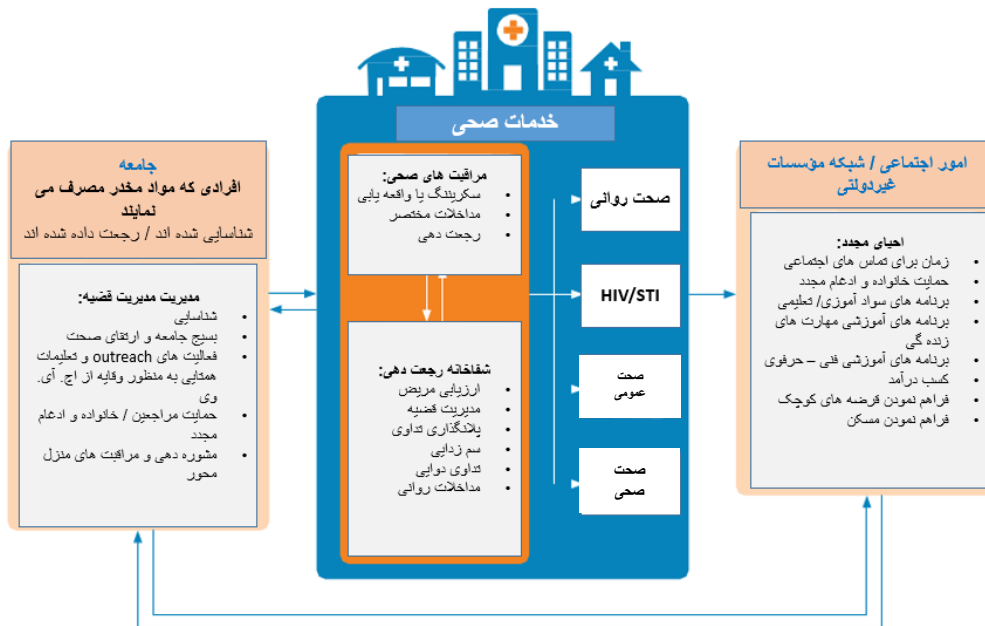 خدمات صحی
جامعه
افرادی که مواد مخدر مصرف می
نمایند
شناسایی شده اند / رجعت داده شده اند
مدیریت مدیریت قضیه:
• شناسایی
• بسیج جامعه و ارتقای صحت
• فعالیت های outreach و تعلیمات
همتایی به منظور وقایه از اچ. آی.
وی
• حمایت مراجعین / خانواده و ادغام
مجدد
• مشوره دهی و مراقبت های منزل
محور
مراقبت های صحی:
• سکریننگ یا واقعه یابی
• مداخلات مختصر
• رجعت دهی
شفاخانه رجعت دهی:
• ارزیابی مریض
• مدیریت قضیه
• پلانگذاری تداوی
• سم زدایی
• تداوی دوایی
• مداخلات روانی
صحت روانی
HIV/STI
صحت
عمومی
صحت
صحی
امور اجتماعی / شبکه مؤسسات
غیردولتی
احیای مجدد:
• زمان برای تماس های اجتماعی
• حمایت خانواده و ادغام مجدد
• برنامه های سواد آموزی/ تعلیمی
• برنامه های آموزشی مهارت های
زنده گی
• برنامه های آموزشی فنی – حرفوی
• کسب درآمد
• فراهم نمودن قرضه های کوچک
• فراهم نمودن مسکن